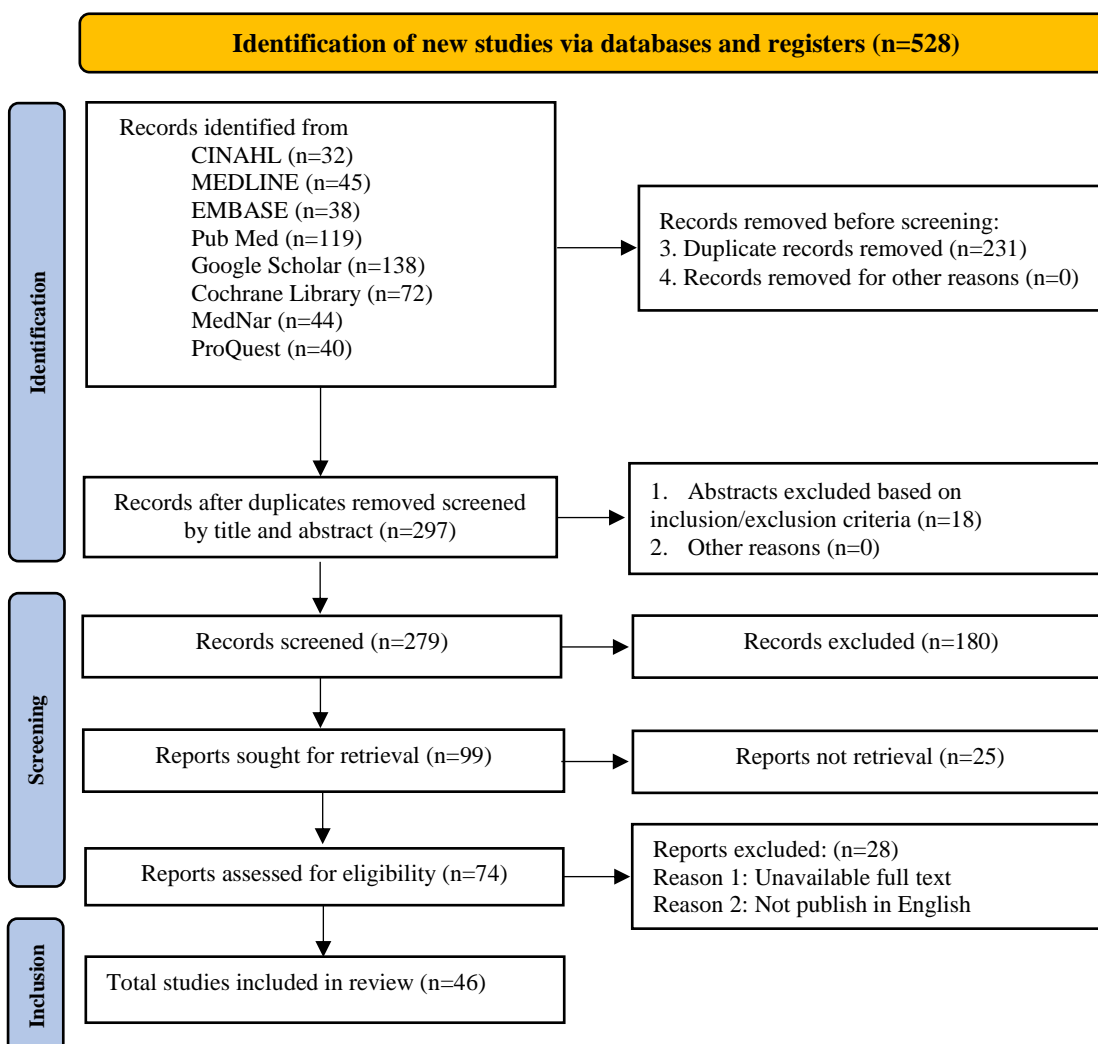 Identification of new studies via databases and registers (n=528)
Identification
Records identified from
CINAHL (n=32)
MEDLINE (n=45)
EMBASE (n=38)
Pub Med (n=119)
Google Scholar (n=138)
Cochrane Library (n=72)
MedNar (n=44)
ProQuest (n=40)
Records removed before screening:
3. Duplicate records removed (n=231)
4. Records removed for other reasons (n=0)
Records after duplicates removed screened
by title and abstract (n=297)
1. Abstracts excluded based on
inclusion/exclusion criteria (n=18)
2. Other reasons (n=0)
Screening
Records screened (n=279)
Records excluded (n=180)
Reports sought for retrieval (n=99)
Reports not retrieval (n=25)
Reports assessed for eligibility (n=74)
Reports excluded: (n=28)
Reason 1: Unavailable full text
Reason 2: Not publish in English
Inclusion
Total studies included in review (n=46)